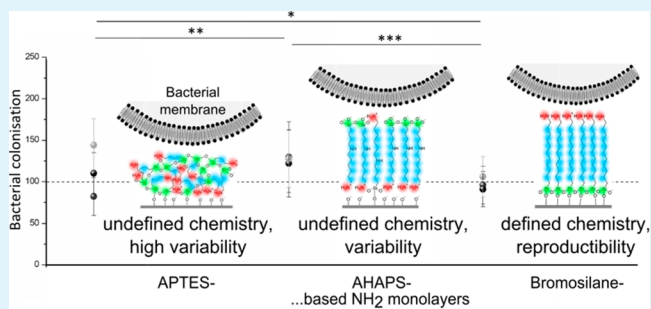 *
**
***
Bacterial colonisation
250
200
150
100
50
0
Bacterial
membrane
undefined chemistry,
high variability
undefined chemistry,
variability
defined chemistry,
reproductibility
APTES-
AHAPS-
Bromosilane-
...based NH2 monolayers